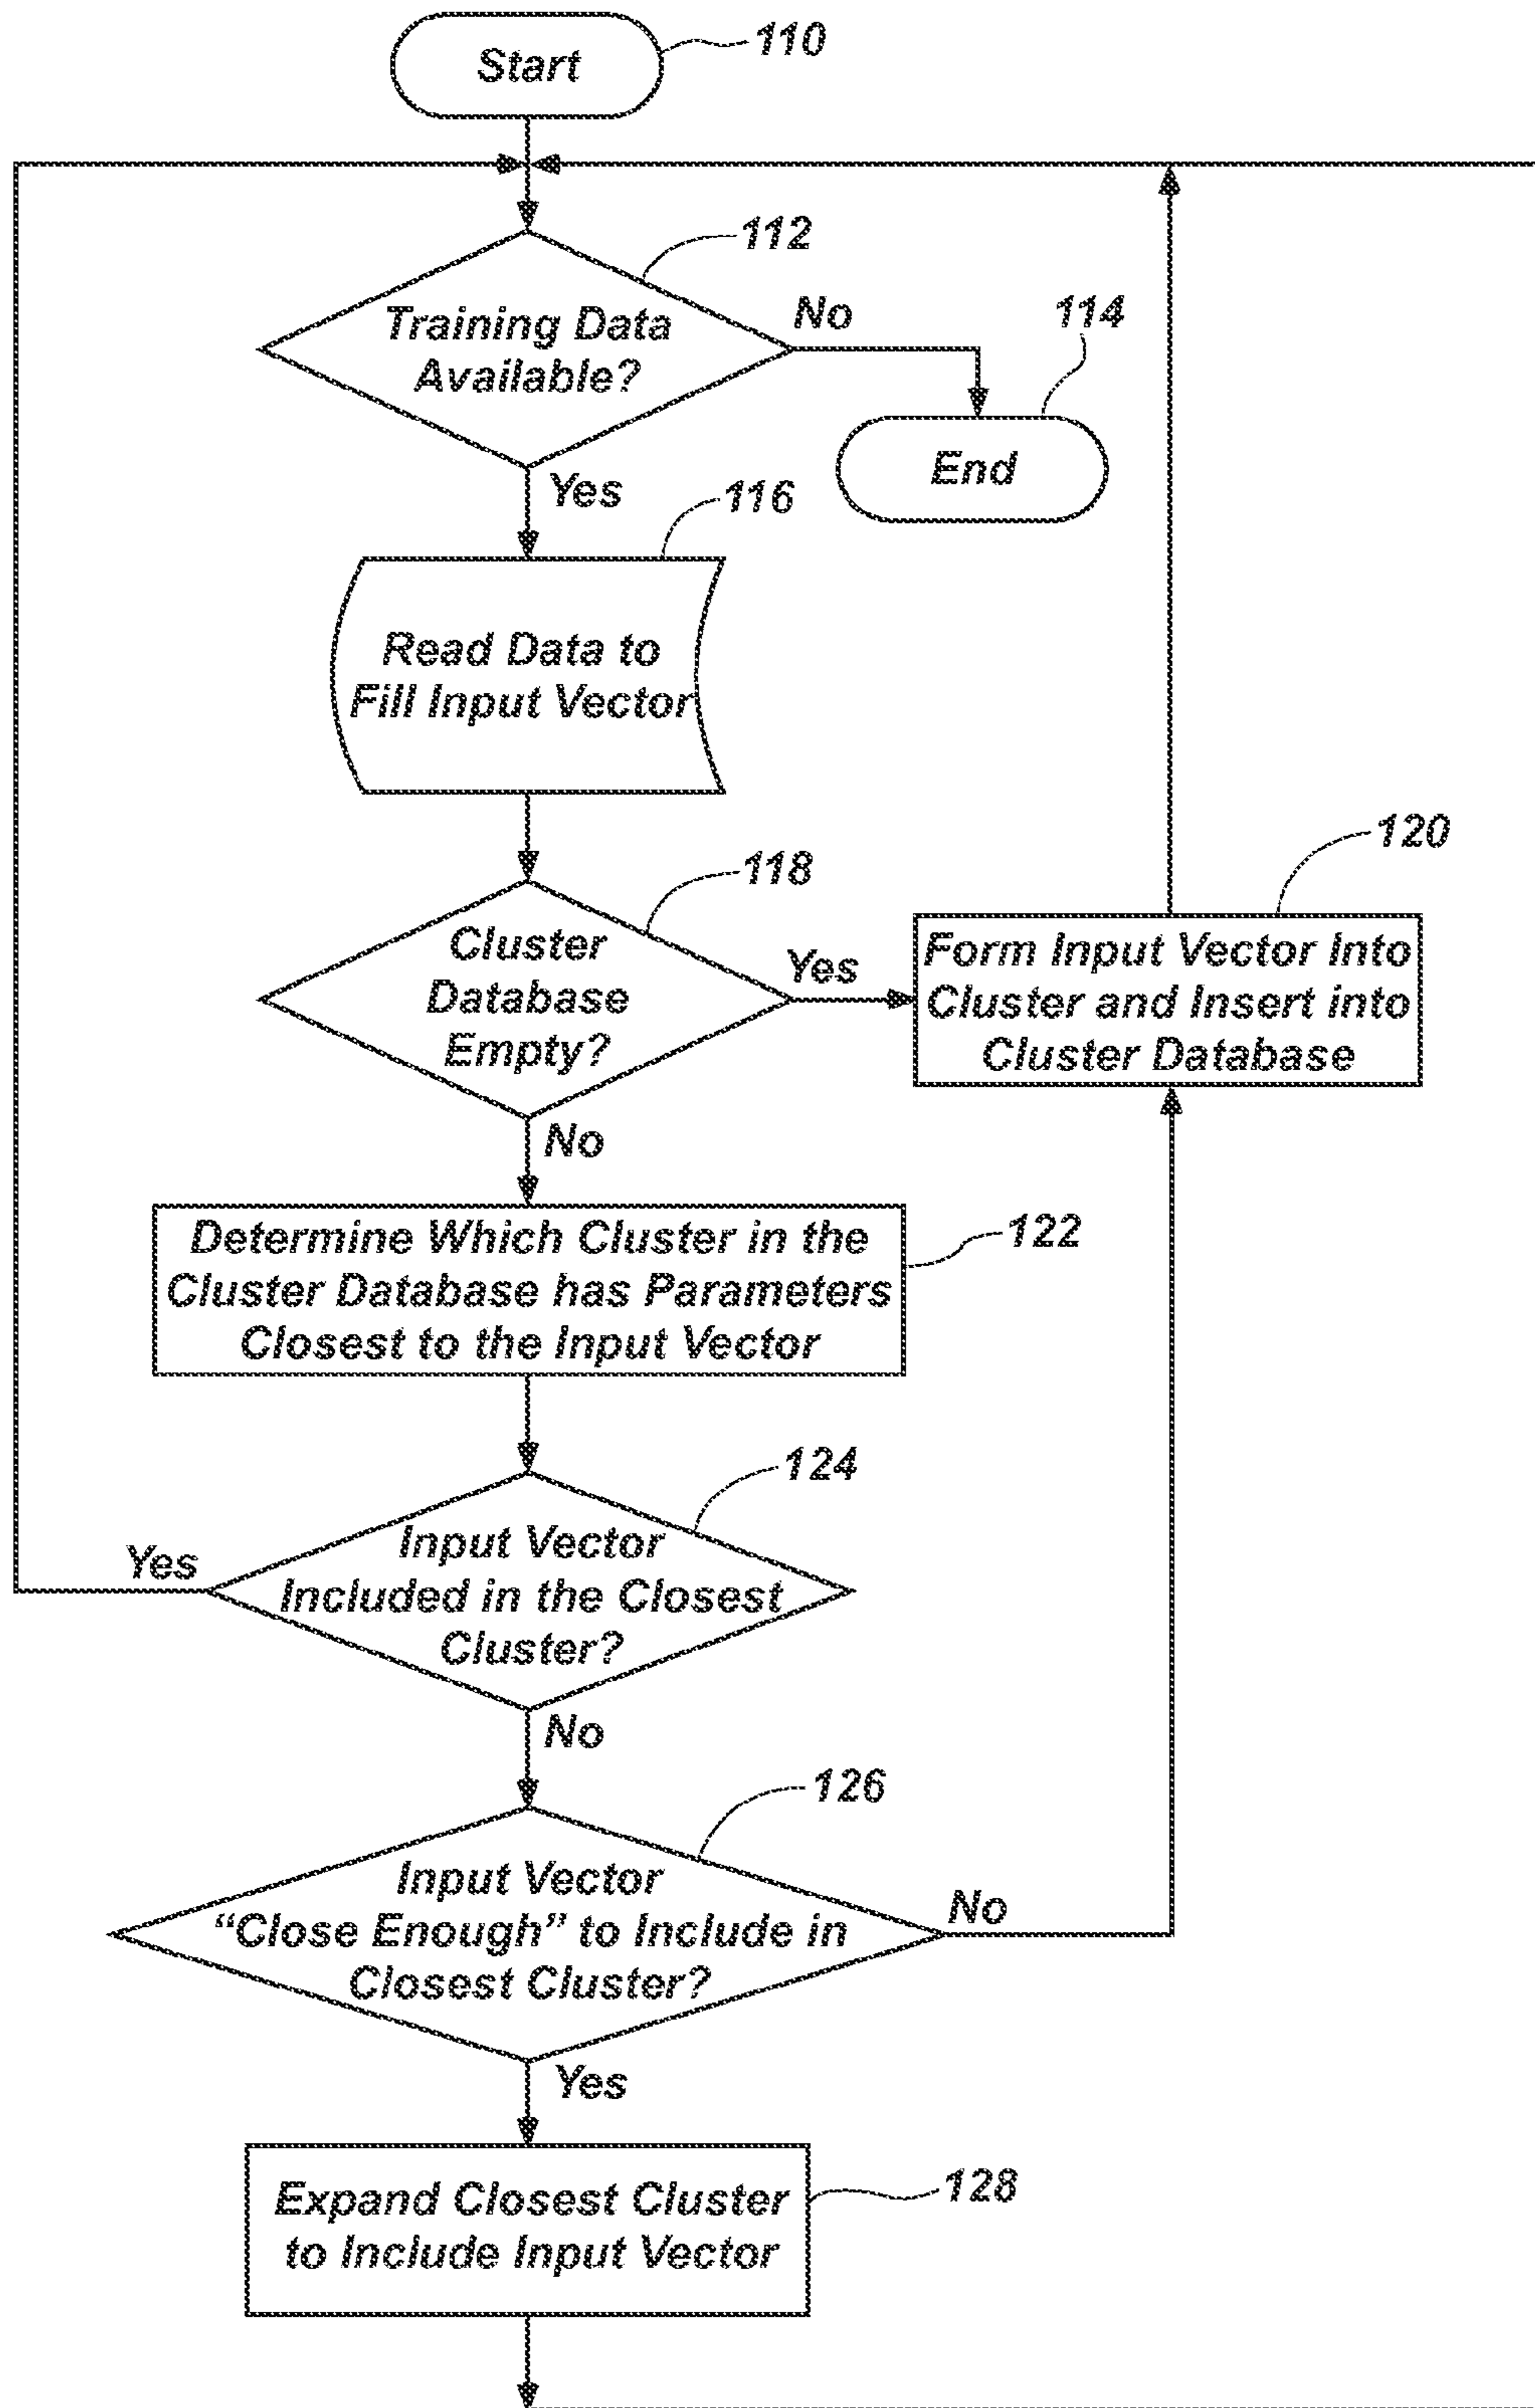 Start
110
112
Training Data
Available?
No
114
End
Yes
116
Read Data to
Fill Input Vector
118
Cluster
Database
Empty?
Yes
120
Form Input Vector Into
Cluster and Insert into
Cluster Database
No
Determine Which Cluster in the
Cluster Database has Parameters
Closest to the Input Vector
122
124
Input Vector
Included in the Closest
Cluster?
Yes
No
126
Input Vector
“Close Enough” to Include in
Closest Cluster?
No
Yes
Expand Closest Cluster
to Include Input Vector
128